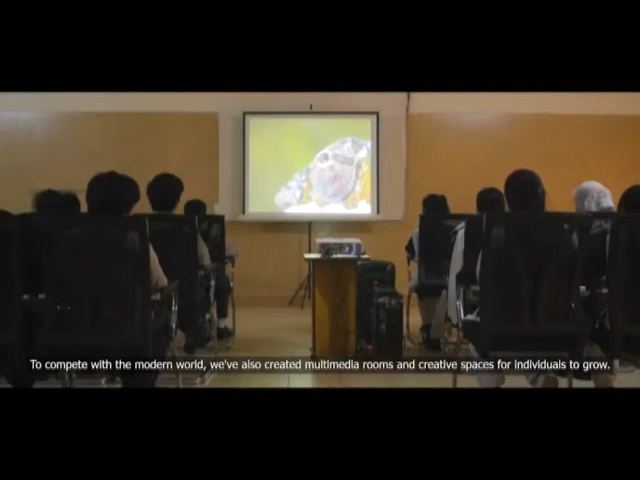 To compete with the modern world, we've also created multimedia rooms and creative spaces for individuals to grow.